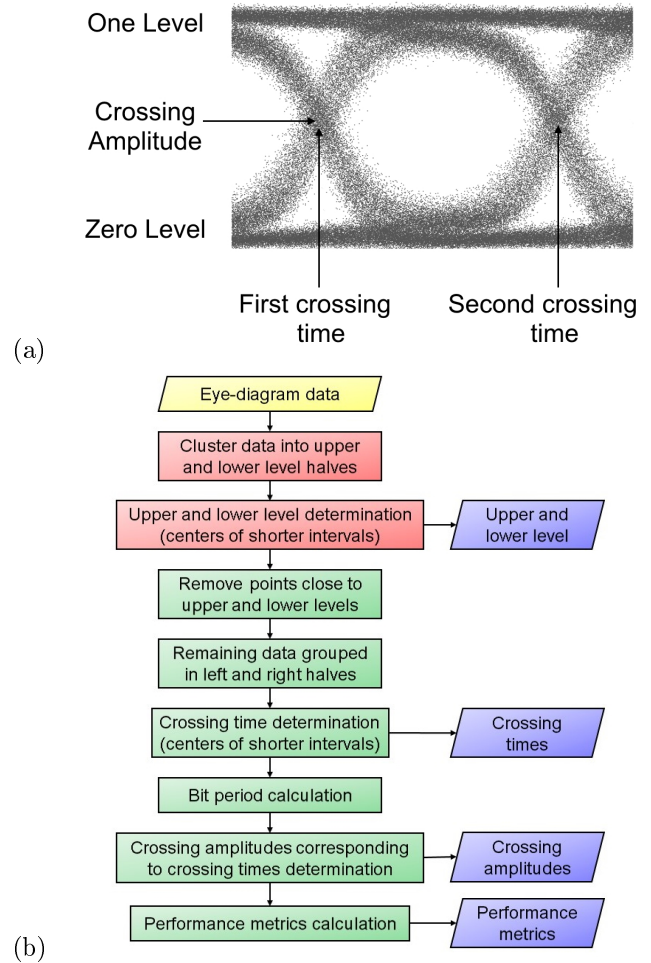 One Level
Crossing
Amplitude
Zero Level
First crossing
time
Second crossing
time
(a)
Eye-diagram data
Cluster data into upper
and lower level halves
Upper and lower level determination
(centers of shorter intervals)
Upper and
lower level
Remove points close to
upper and lower levels
Remaining data grouped
in left and right halves
Crossing time determination
(centers of shorter intervals)
Crossing
times
Bit period calculation
Crossing amplitudes corresponding
to crossing times determination
Crossing
amplitudes
Performance metrics calculation
Performance
metrics
(b)